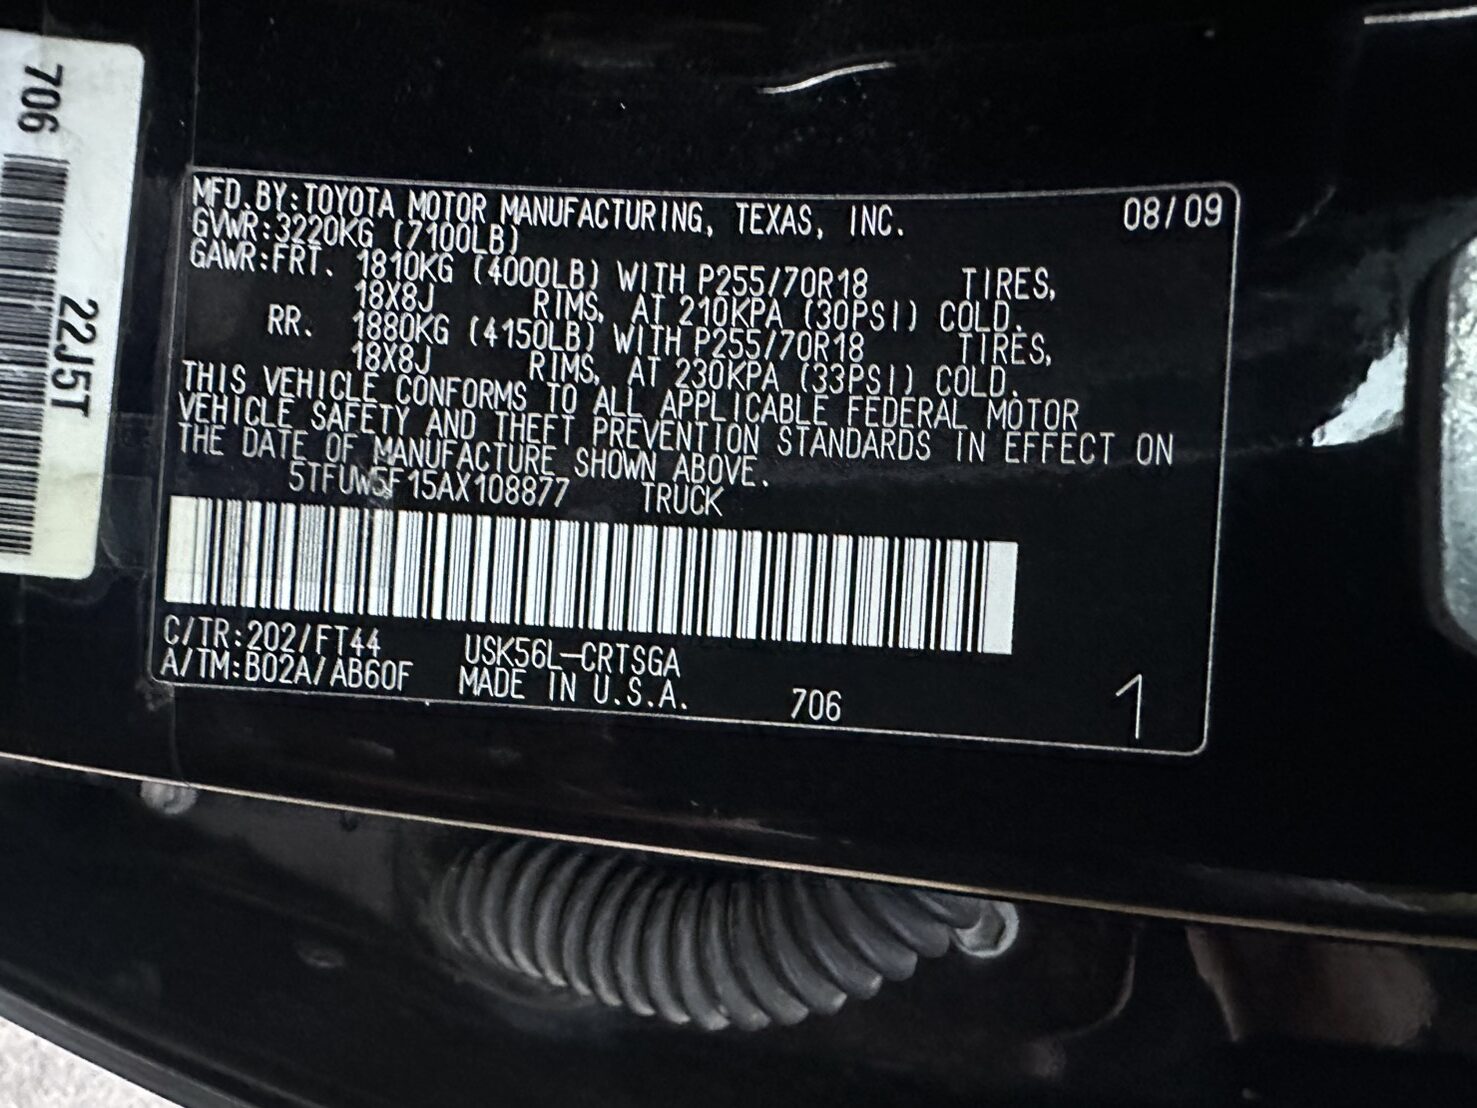 706
22J5T
MFD.BY:TOYOTA MOTOR MANUFACTURING, TEXAS, INC. 08/09
GVWR:3220KG (7100LB)
GAWR:FRT. 1810KG (4000LB) WITH P255/70R18 TIRES,
18X8J RIMS, AT 210KPA (30PSI) COLD.
RR. 1880KG (4150LB) WITH P255/70R18 TIRES,
18X8J RIMS, AT 230KPA (33PSI) COLD.
THIS VEHICLE CONFORMS TO ALL APPLICABLE FEDERAL MOTOR
VEHICLE SAFETY AND THEFT PREVENTION STANDARDS IN EFFECT ON
THE DATE OF MANUFACTURE SHOWN ABOVE.
5TFUW5F15AX108877 TRUCK
C/TR:202/FT44 USK56L-CRTSGA
A/TM:B02A/AB60F MADE IN U.S.A. 706 1